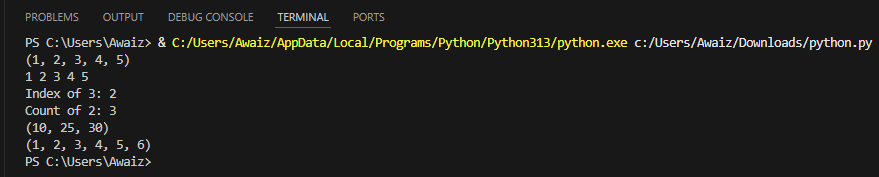 PROBLEMS OUTPUT DEBUG CONSOLE TERMINAL PORTS
PS C:\Users\Awaiz> & C:/Users/Awaiz/AppData/Local/Programs/Python/Python313/python.exe c:/Users/Awaiz/Downloads/python.py
(1, 2, 3, 4, 5)
1 2 3 4 5
Index of 3: 2
Count of 2: 3
(10, 25, 30)
(1, 2, 3, 4, 5, 6)
PS C:\Users\Awaiz>